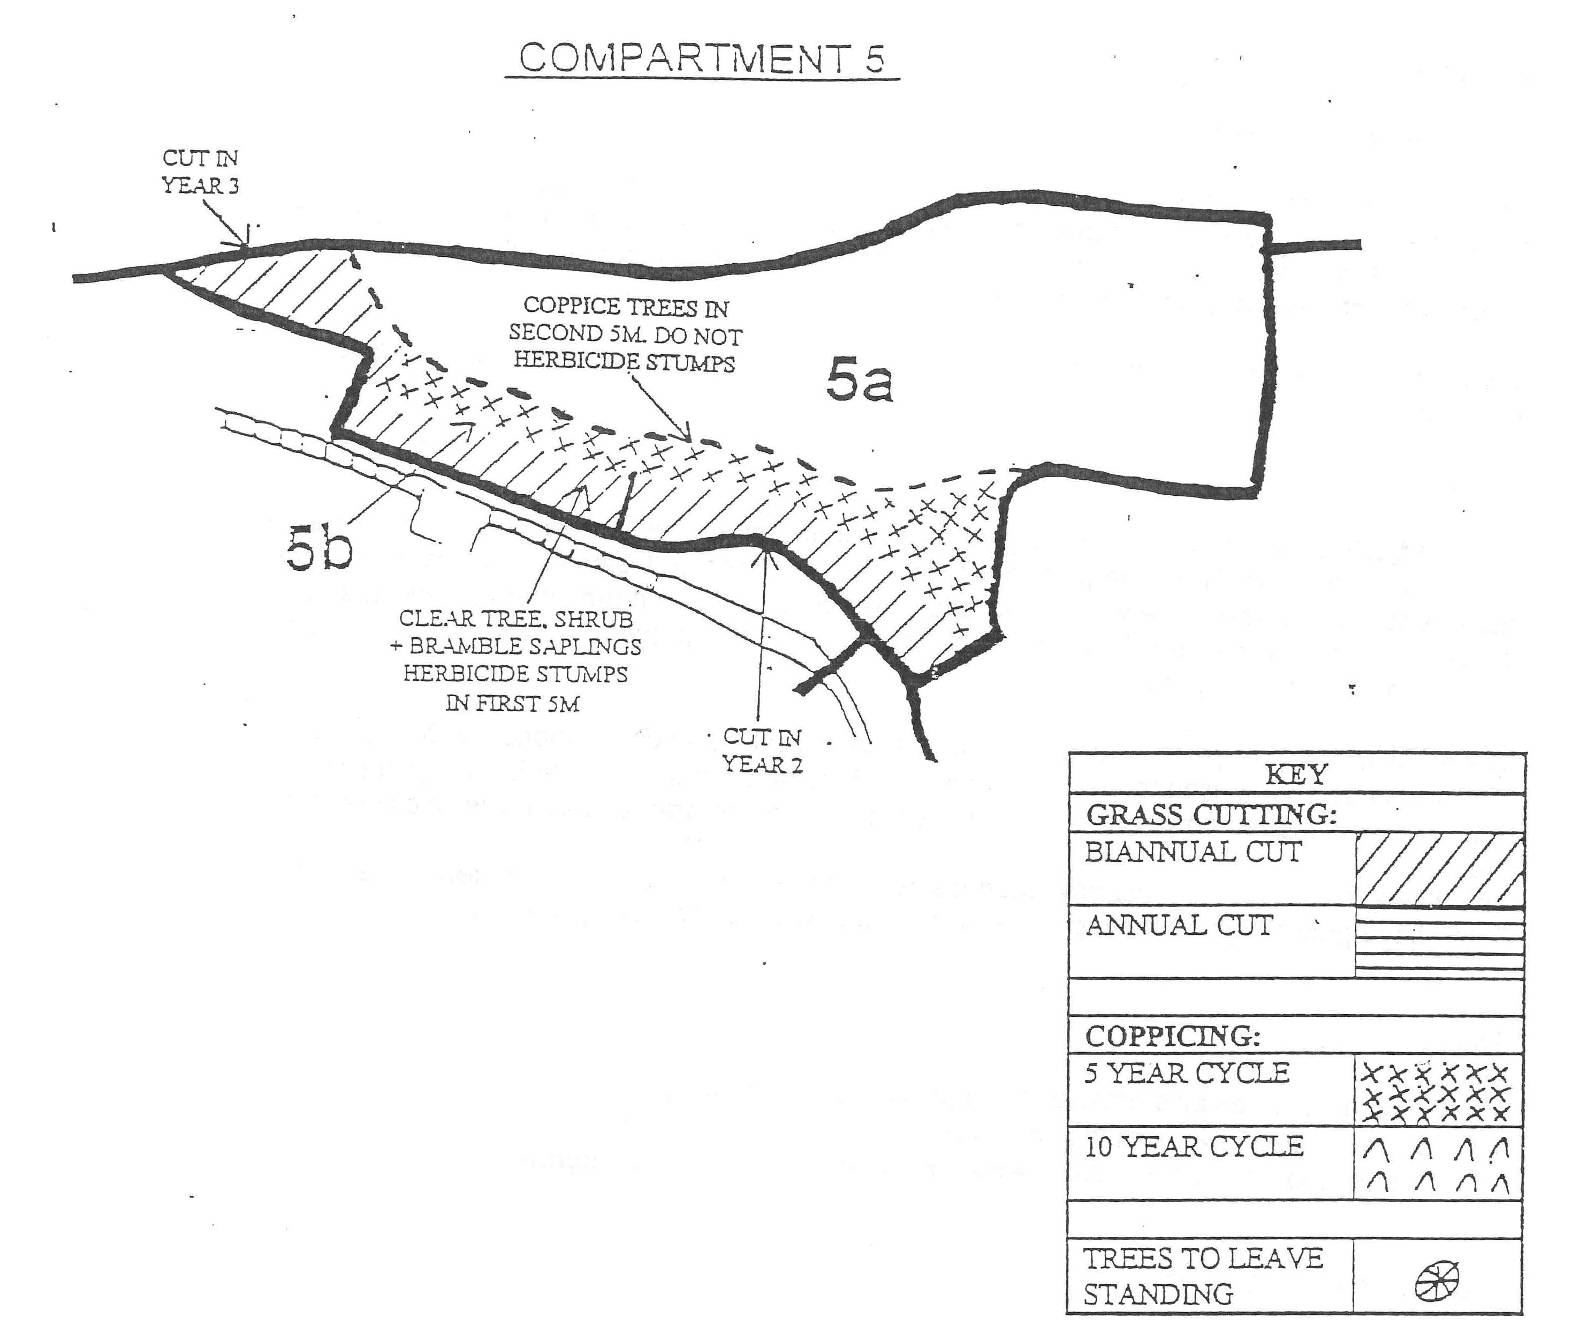 COMPARTMENT 5
CUT IN
YEAR 3
COPPICE TREES IN
SECOND 5M. DO NOT
HERBICIDE STUMPS
5a
5b
CLEAR TREE, SHRUB
+ BRAMBLE SAPLINGS
HERBICIDE STUMPS
IN FIRST 5M
CUT IN
YEAR 2
KEY
GRASS CUTTING:
BIANNUAL CUT
ANNUAL CUT
COPPICING:
5 YEAR CYCLE
10 YEAR CYCLE
TREES TO LEAVE
STANDING